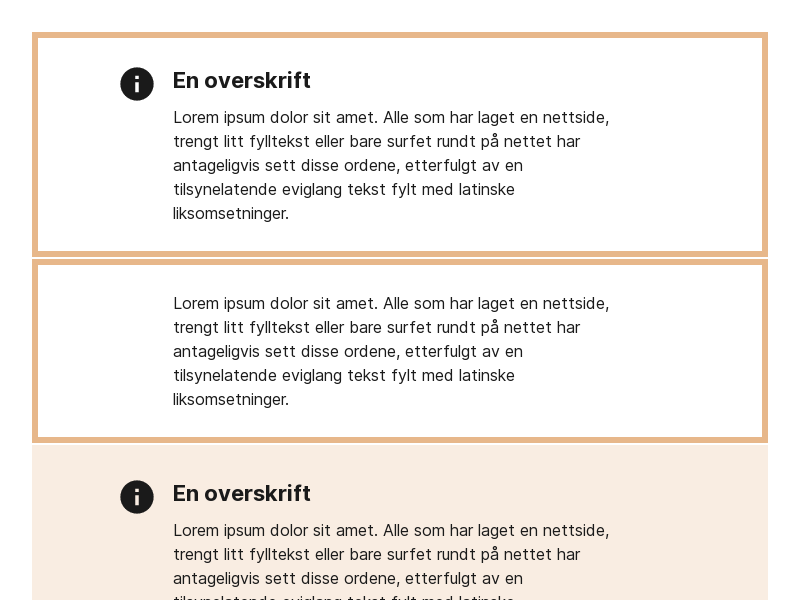 En overskrift
Lorem ipsum dolor sit amet. Alle som har laget en nettside,
trengt litt fylltekst eller bare surfet rundt på nettet har
antageligvis sett disse ordene, etterfulgt av en
tilsynelatende eviglang tekst fylt med latinske
liksomsetninger.
Lorem ipsum dolor sit amet. Alle som har laget en nettside,
trengt litt fylltekst eller bare surfet rundt på nettet har
antageligvis sett disse ordene, etterfulgt av en
tilsynelatende eviglang tekst fylt med latinske
liksomsetninger.
En overskrift
Lorem ipsum dolor sit amet. Alle som har laget en nettside,
trengt litt fylltekst eller bare surfet rundt på nettet har
antageligvis sett disse ordene, etterfulgt av en